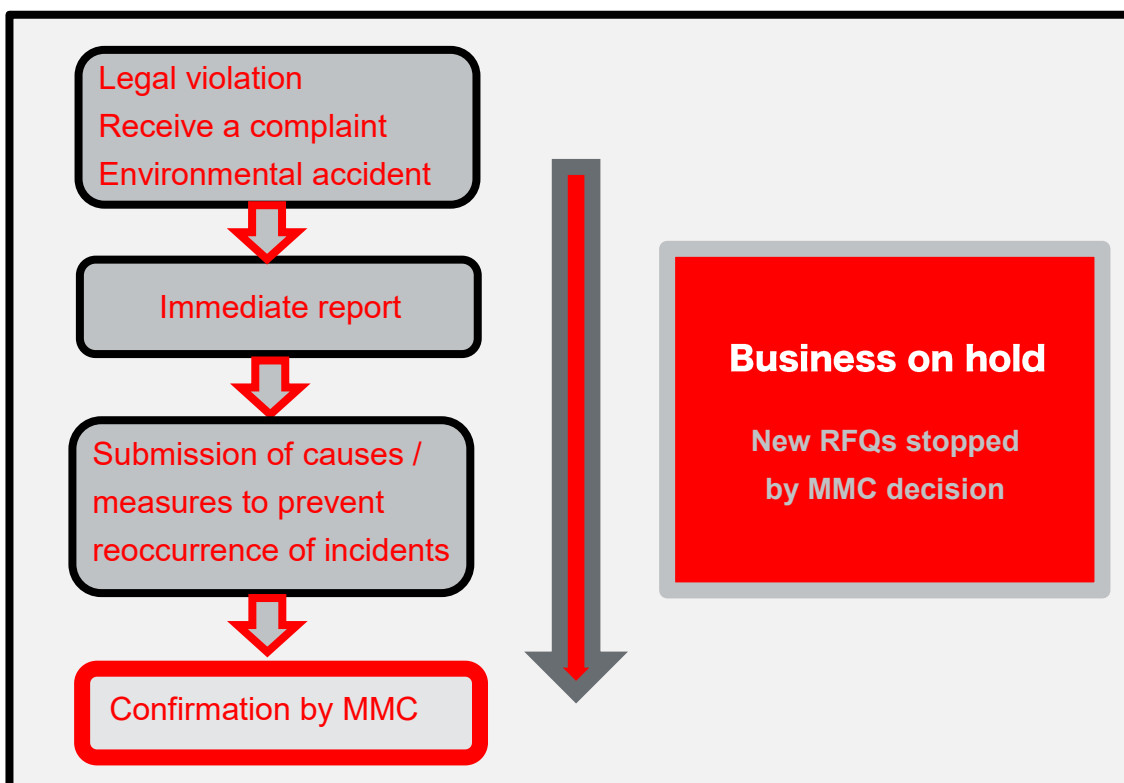 Legal violation
Receive a complaint
Environmental accident
Immediate report
Submission of causes /
measures to prevent
reoccurrence of incidents
Confirmation by MMC
Business on hold
New RFQs stopped
by MMC decision